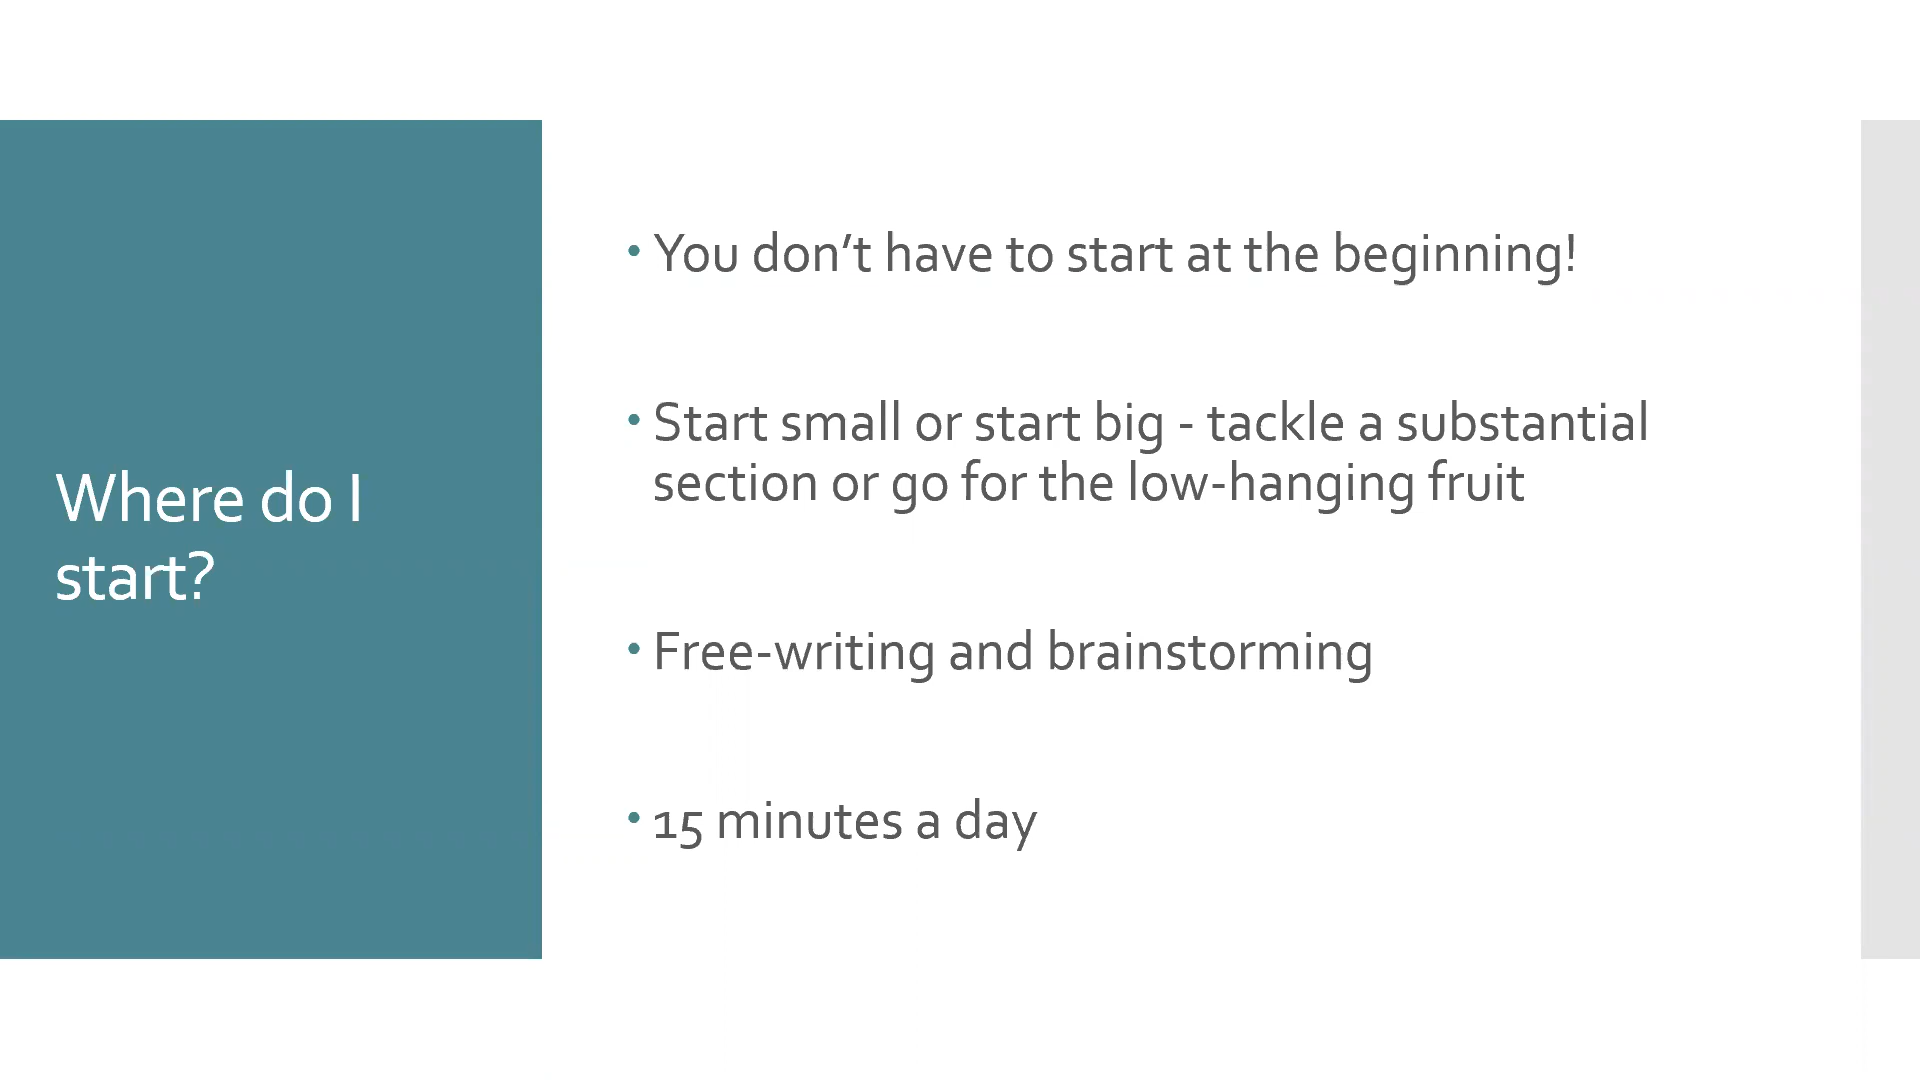 Where do I
start?
• You don’t have to start at the beginning!
• Start small or start big - tackle a substantial
section or go for the low-hanging fruit
• Free-writing and brainstorming
• 15 minutes a day